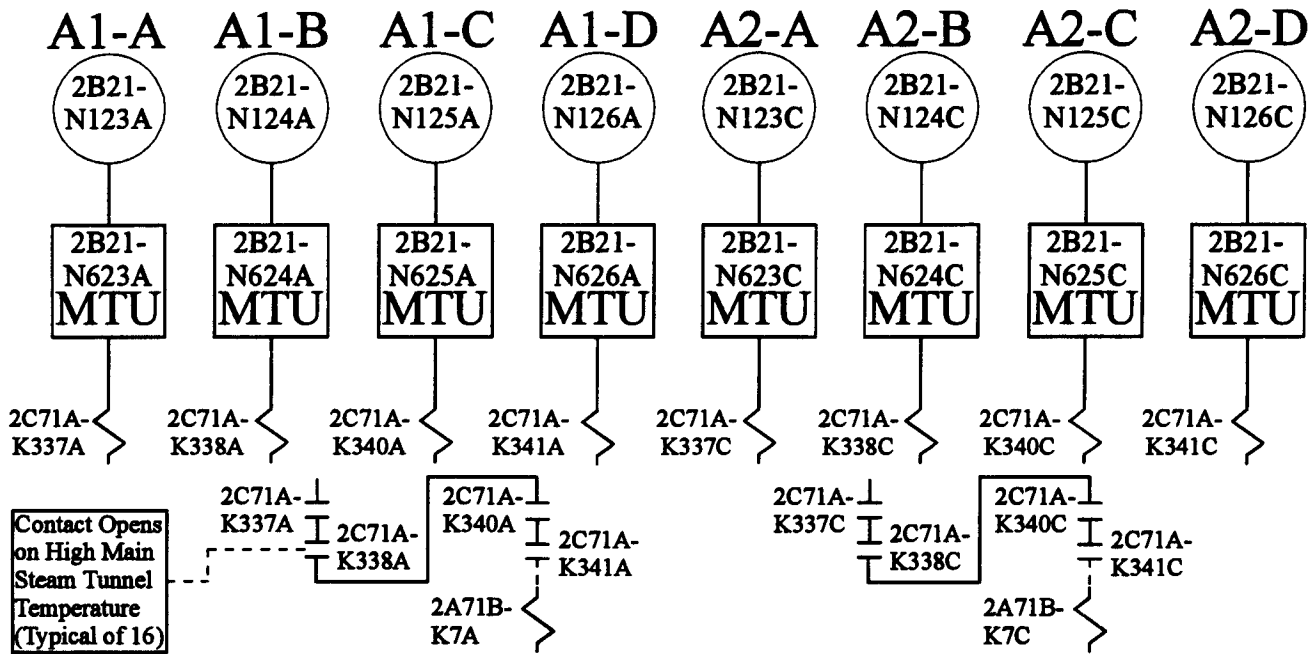 A1-A A1-B A1-C A1-D A2-A A2-B A2-C A2-D
2B21- 2B21- 2B21- 2B21- 2B21- 2B21- 2B21- 2B21-
N123A N124A N125A N126A N123C N124C N125C N126C
2B21- 2B21- 2B21- 2B21- 2B21- 2B21- 2B21- 2B21-
N623A N624A N625A N626A N623C N624C N625C N626C
MTU MTU MTU MTU MTU MTU MTU MTU
2C71A- 2C71A- 2C71A- 2C71A- 2C71A- 2C71A- 2C71A- 2C71A-
K337A K338A K340A K341A K337C K338C K340C K341C
2C71A- 2C71A- 2C71A- 2C71A-
K337A K340A K337C K340C
2C71A- 2C71A- 2C71A- 2C71A-
K338A K341A K338C K341C
2A71B- 2A71B-
K7A K7C
Contact Opens
on High Main
Steam Tunnel
Temperature
(Typical of 16)